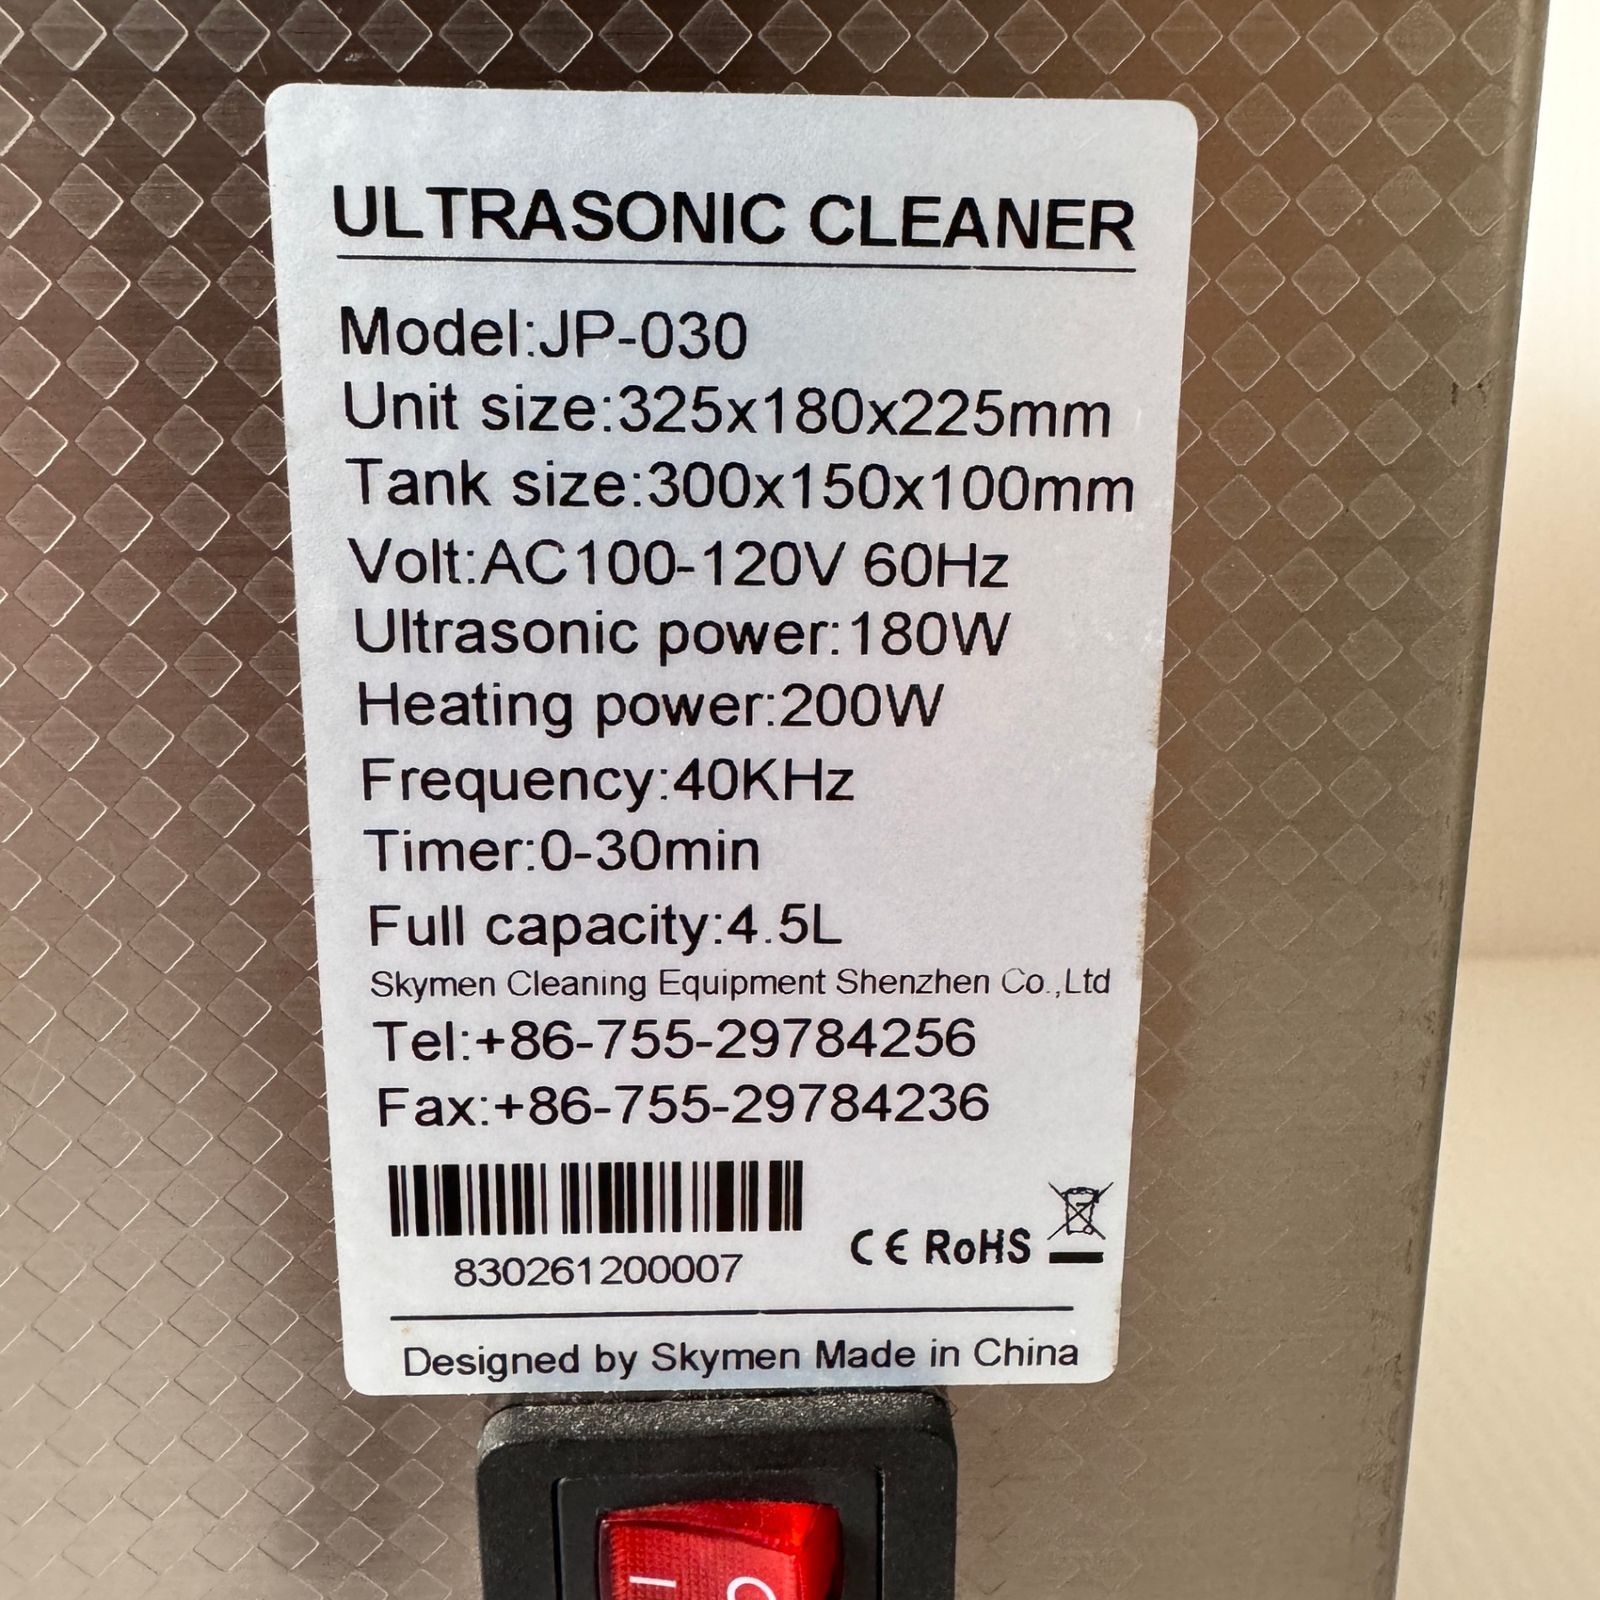 ULTRASONIC CLEANER
Model:JP-030
Unit size:325x180x225mm
Tank size:300x150x100mm
Volt:AC100-120V 60Hz
Ultrasonic power:180W
Heating power:200W
Frequency:40KHz
Timer:0-30min
Full capacity:4.5L
Skymen Cleaning Equipment Shenzhen Co.,Ltd
Tel:+86-755-29784256
Fax:+86-755-29784236
CE RoHS
830261200007
Designed by Skymen Made in China